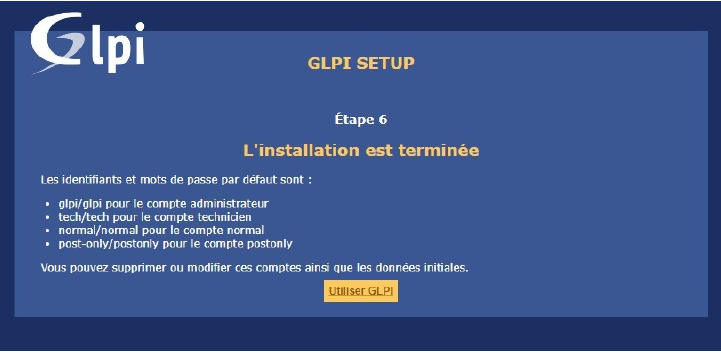 Glpi
GLPI SETUP
Étape 6
L'installation est terminée
Les identifiants et mots de passe par défaut sont :
• glpi/glpi pour le compte administrateur
• tech/tech pour le compte technicien
• normal/normal pour le compte normal
• post-only/postonly pour le compte postonly
Vous pouvez supprimer ou modifier ces comptes ainsi que les données initiales.
Utiliser GLPI